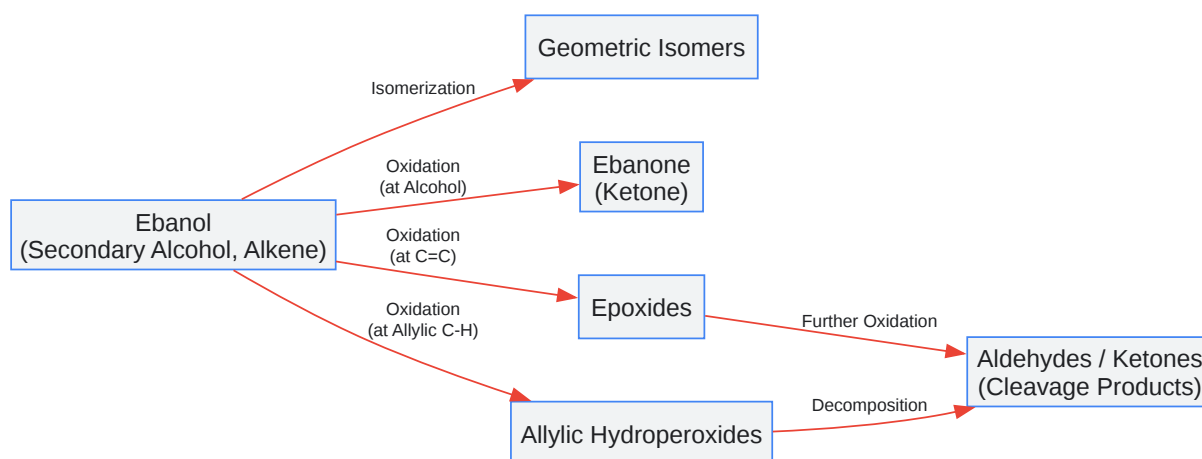 Geometric Isomers
Isomerization
Oxidation
(at Alcohol)
Ebanone
(Ketone)
Ebanol
(Secondary Alcohol, Alkene)
Oxidation
(at C=C)
Epoxides
Oxidation
(at Allylic C-H)
Further Oxidation
Aldehydes / Ketones
(Cleavage Products)
Decomposition
Allylic Hydroperoxides